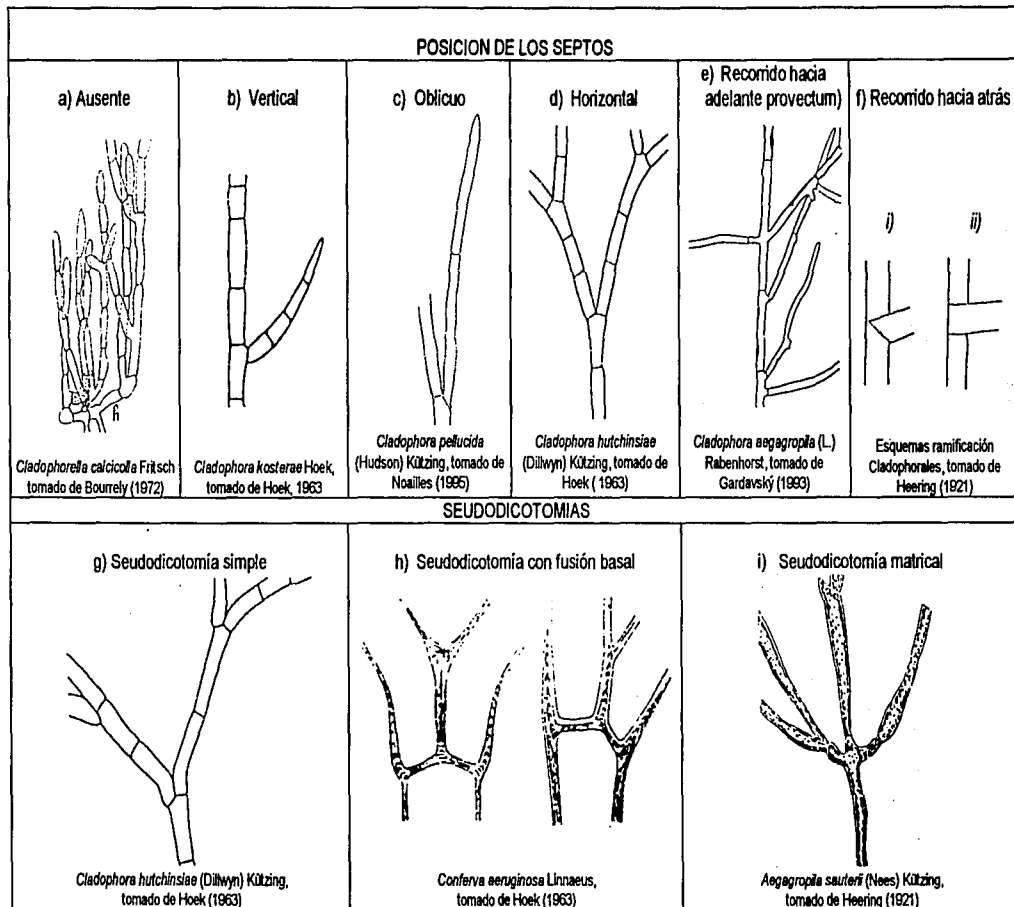 POSICION DE LOS SEPTOS
a) Ausente
Cladophorella calcicolla Fritsch
tomado de Bourrely (1972)
b) Vertical
Cladophora kosterae Hoek,
tomado de Hoek, 1963
c) Oblicuo
Cladophora pellucida
(Hudson) Kützing, tomado de
Noailles (1995)
d) Horizontal
Cladophora hutchinsiae
(Dillwyn) Kützing, tomado de
Hoek ( 1963)
e) Recorrido hacia
adelante provectum)
Cladophora aegagropila (L.)
Rabenhorst, tomado de
Gardavský (1993)
f) Recorrido hacia atrás
i)
ii)
Esquemas ramificación
Cladophorales, tomado de
Heering (1921)
SEUDODICOTOMIAS
g) Seudodicotomía simple
Cladophora hutchinsiae (Dillwyn) Kützing,
tomado de Hoek (1963)
h) Seudodicotomía con fusión basal
Conferva aeruginosa Linnaeus,
tomado de Hoek (1963)
i) Seudodicotomía matrical
Aegagropila sauterii (Nees) Kützing,
tomado de Heering (1921)